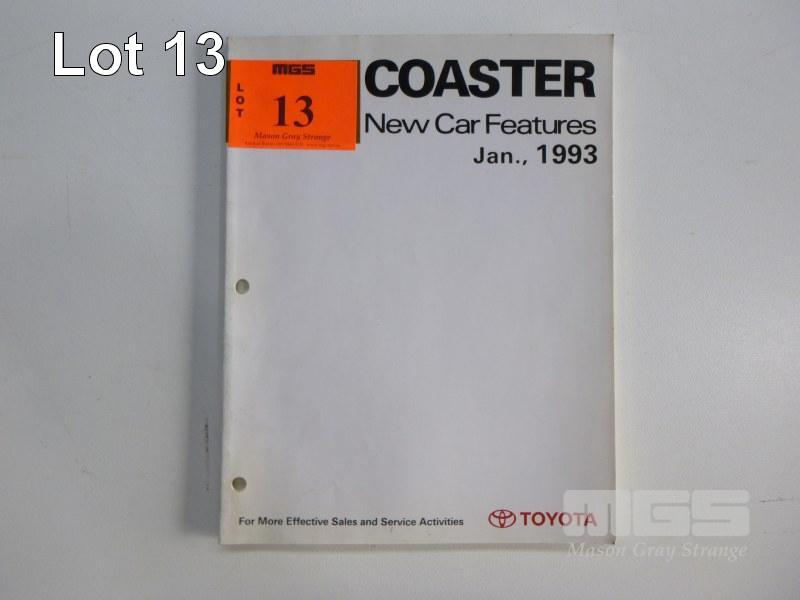 Lot 13
MGS
LOT
13
Mason Gray Strange
COASTER
New Car Features
Jan., 1993
For More Effective Sales and Service Activities
TOYOTA
MGS
Mason Gray Strange